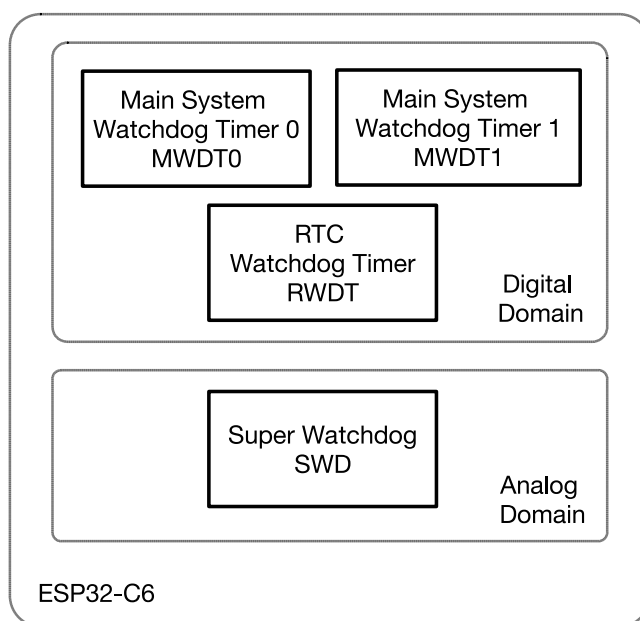 Main System
Watchdog Timer 0
MWDT0
Main System
Watchdog Timer 1
MWDT1
RTC
Watchdog Timer
RWDT
Digital
Domain
Super Watchdog
SWD
Analog
Domain
ESP32-C6